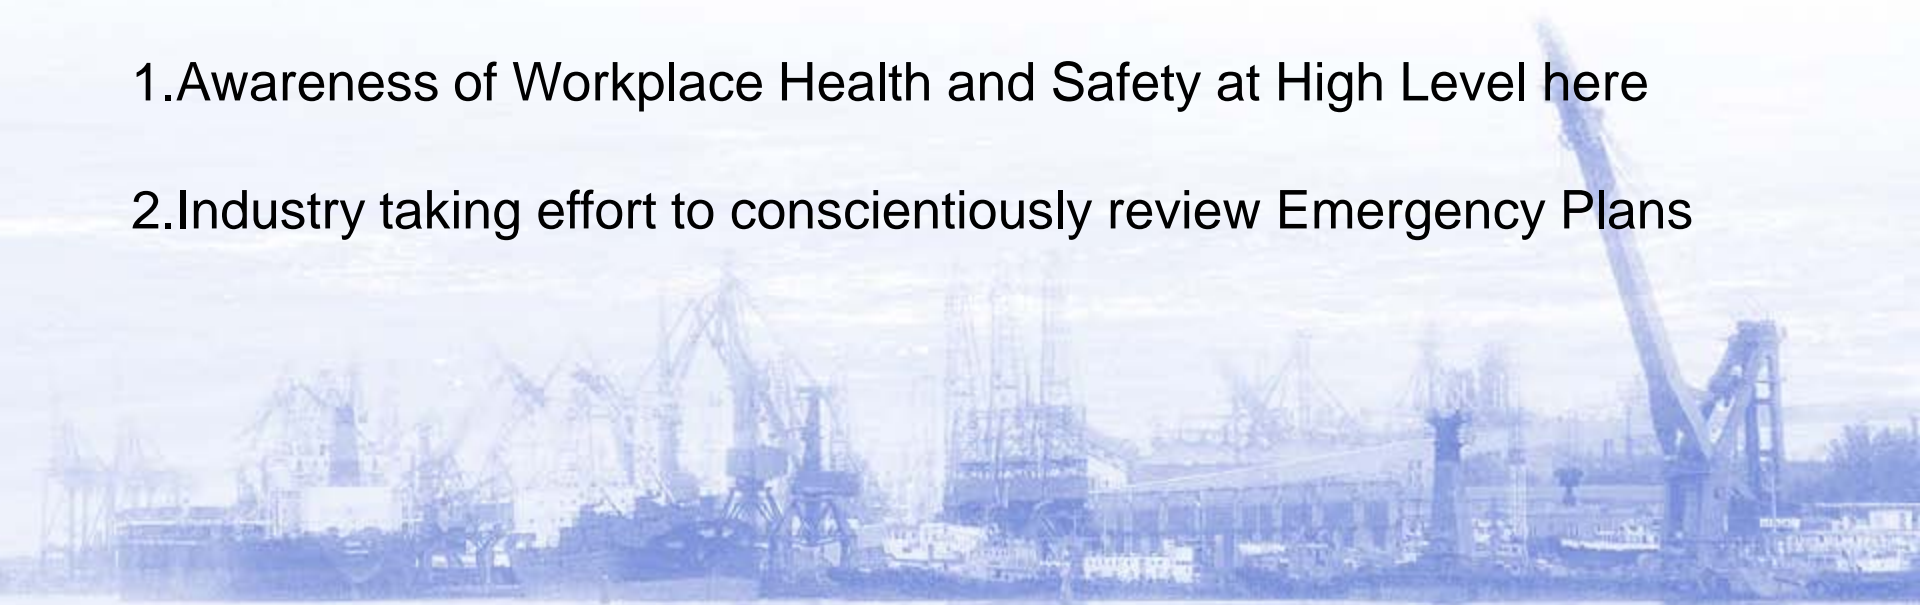 1.Awareness of Workplace Health and Safety at High Level here
2.Industry taking effort to conscientiously review Emergency Plans